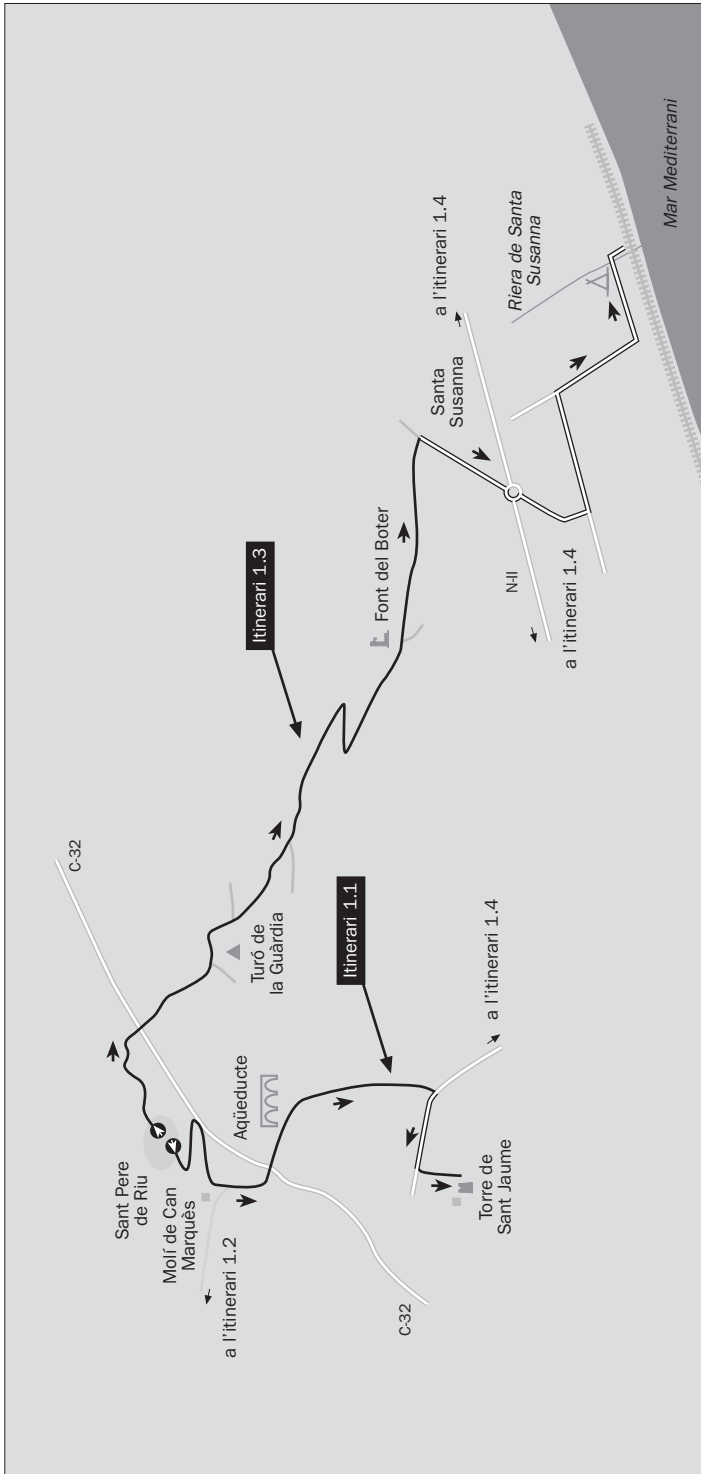 C-32
Sant Pere
de Riu
Molí de Can
Marquès
a l'itinerari 1.2
Aqüeducte
Turó de
la Guàrdia
Itinerari 1.3
Itinerari 1.1
Font del Boter
C-32
Santa
Susanna
a l'itinerari 1.4
Torre de
Sant Jaume
a l'itinerari 1.4
N-II
Riera de Santa
Susanna
a l'itinerari 1.4
Mar Mediterrani